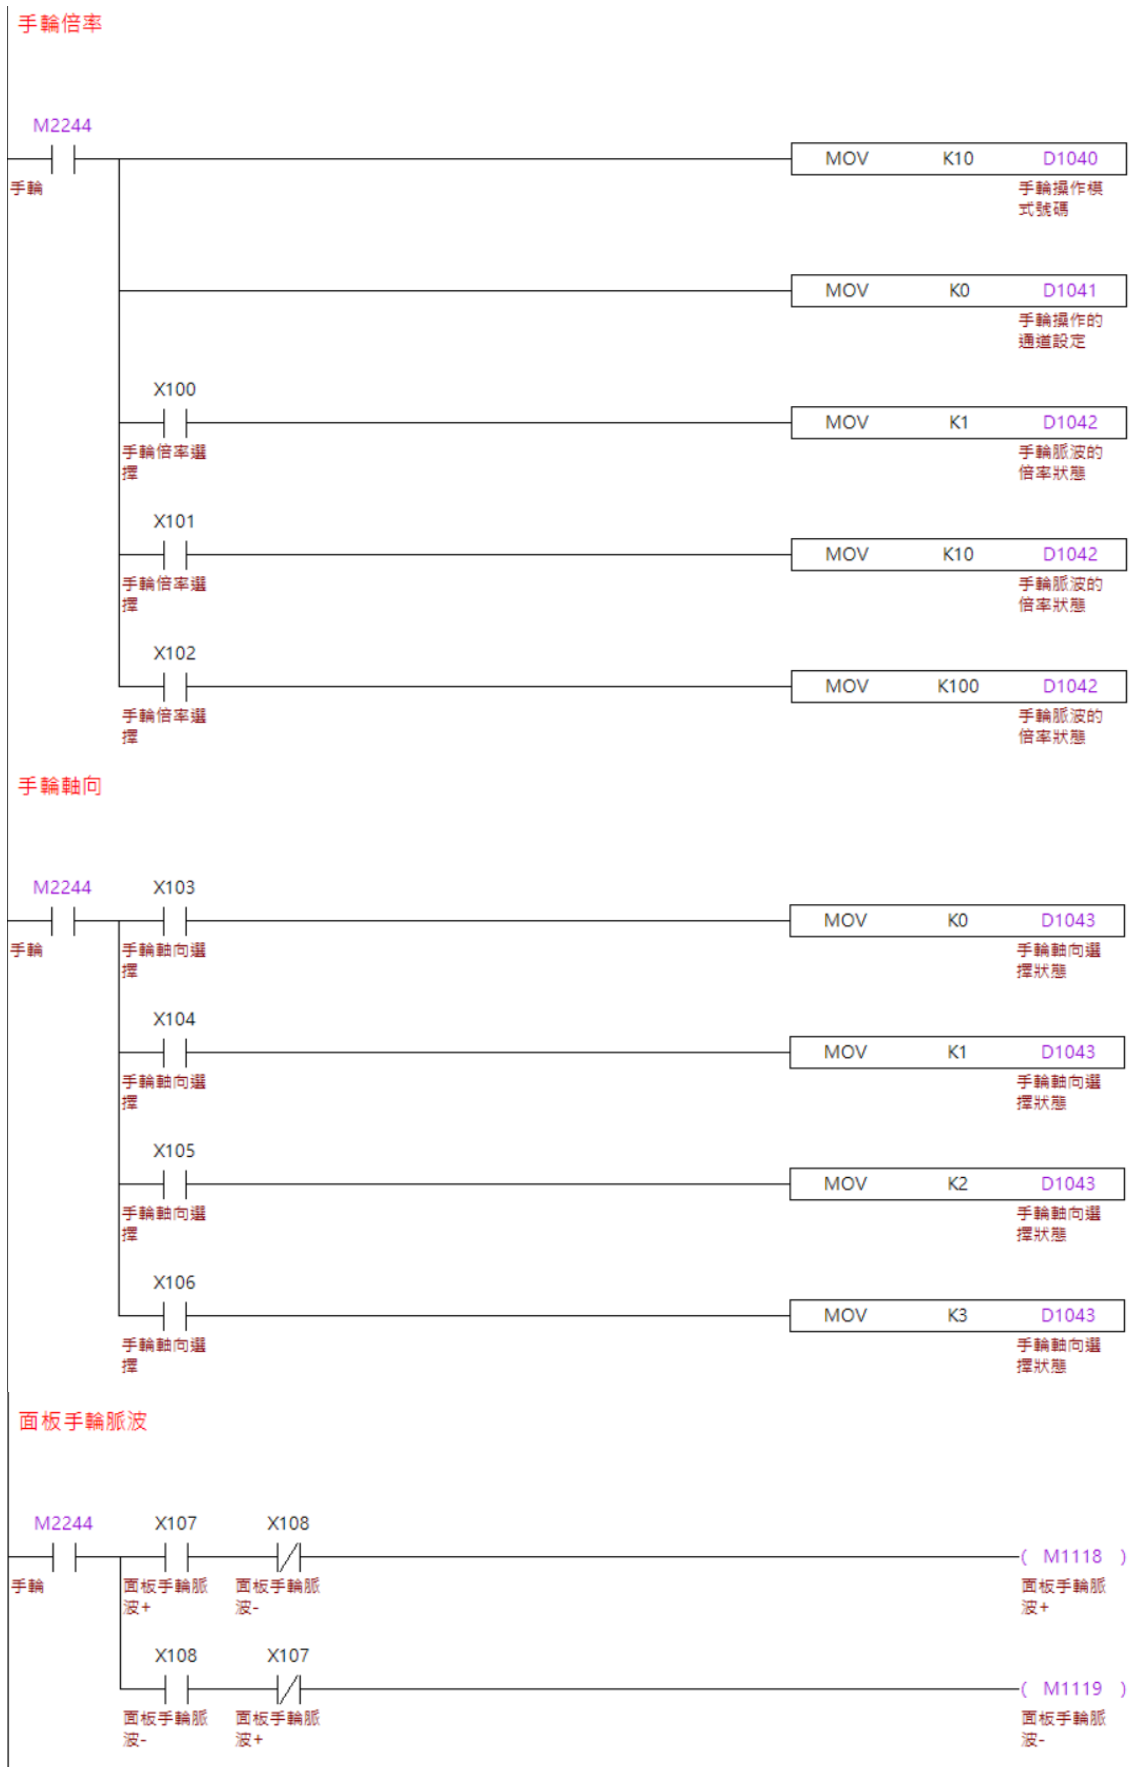 手輪倍率
M2244
MOV K10 D1040
手輪
手輪操作模
式號碼
MOV K0 D1041
手輪操作的
通道設定
X100
MOV K1 D1042
手輪倍率選
擇
手輪脈波的
倍率狀態
X101
MOV K10 D1042
手輪倍率選
擇
手輪脈波的
倍率狀態
X102
MOV K100 D1042
手輪倍率選
擇
手輪脈波的
倍率狀態
手輪軸向
M2244 X103
MOV K0 D1043
手輪
手輪軸向選
擇
手輪軸向選
擇狀態
X104
MOV K1 D1043
手輪軸向選
擇
手輪軸向選
擇狀態
X105
MOV K2 D1043
手輪軸向選
擇
手輪軸向選
擇狀態
X106
MOV K3 D1043
手輪軸向選
擇
手輪軸向選
擇狀態
面板手輪脈波
M2244 X107 X108
( M1118 )
手輪
面板手輪脈
波+
面板手輪脈
波-
面板手輪脈
波+
X108 X107
( M1119 )
面板手輪脈
波-
面板手輪脈
波+
面板手輪脈
波-